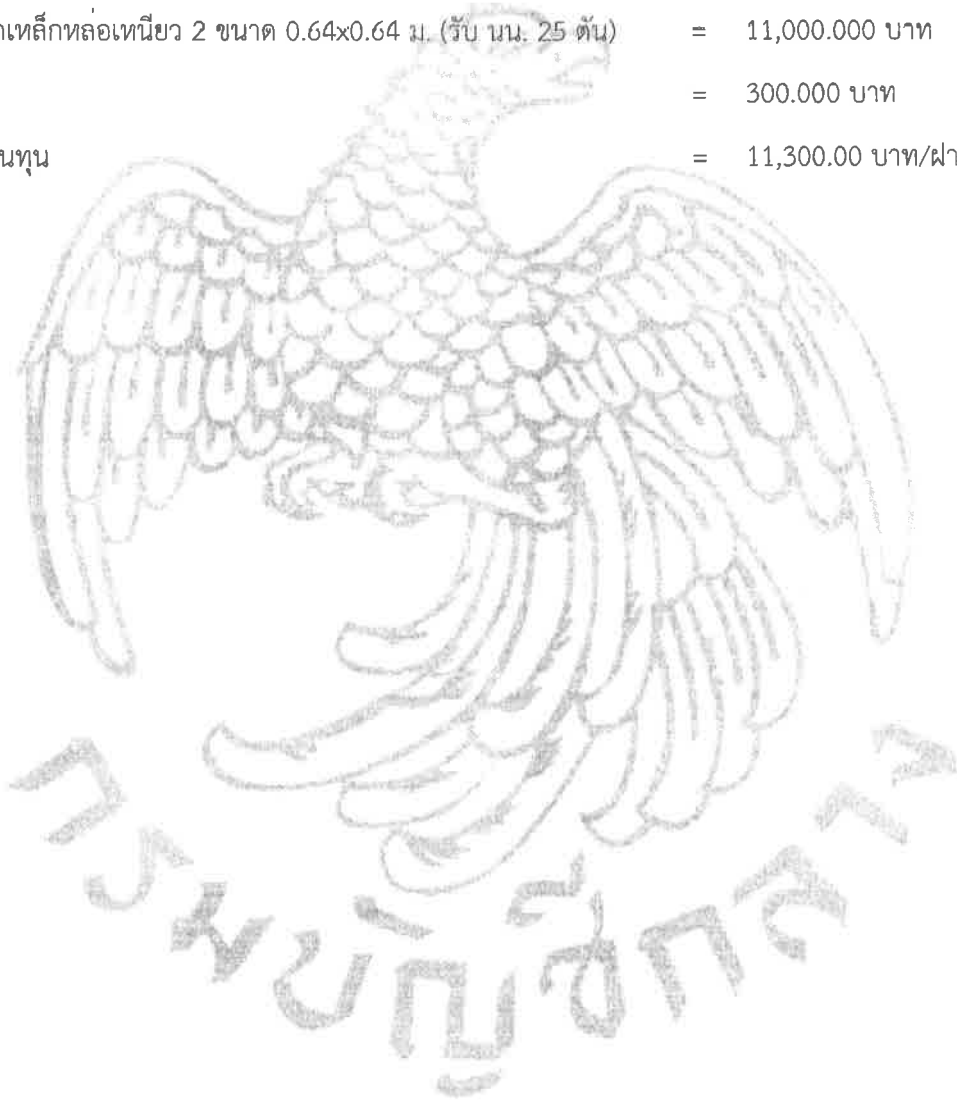 เหล็กหล่อเหนียว 2 ขนาด 0.64x0.64 ม. (รับ นน. 25 ตัน) = 11,000.000 บาท
= 300.000 บาท
นทุน = 11,300.00 บาท/ฝา
กรมบัญชีกลาง